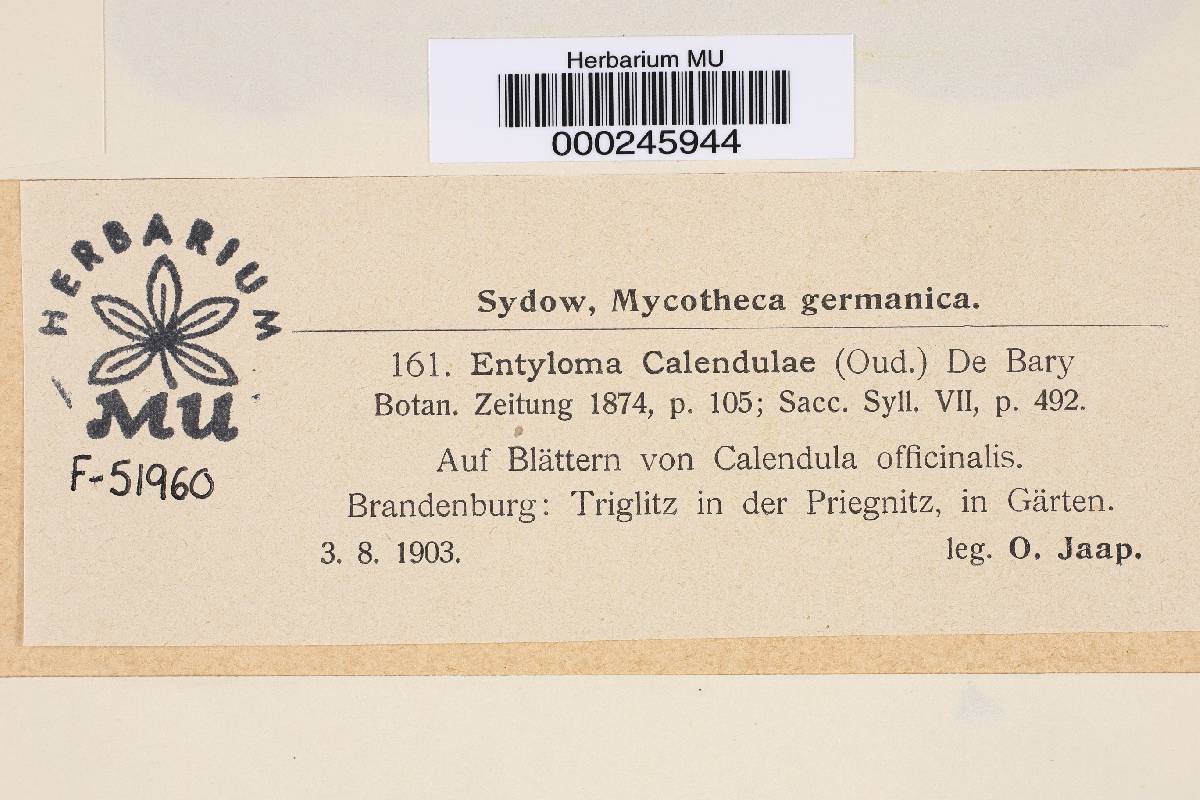 Herbarium MU
000245944
HERBARIUM
MU
F-51960
Sydow, Mycotheca germanica.
161. Entyloma Calendulae (Oud.) De Bary
Botan. Zeitung 1874, p. 105; Sacc. Syll. VII, p. 492.
Auf Blättern von Calendula officinalis.
Brandenburg: Triglitz in der Priegnitz, in Gärten.
3. 8. 1903. leg. O. Jaap.